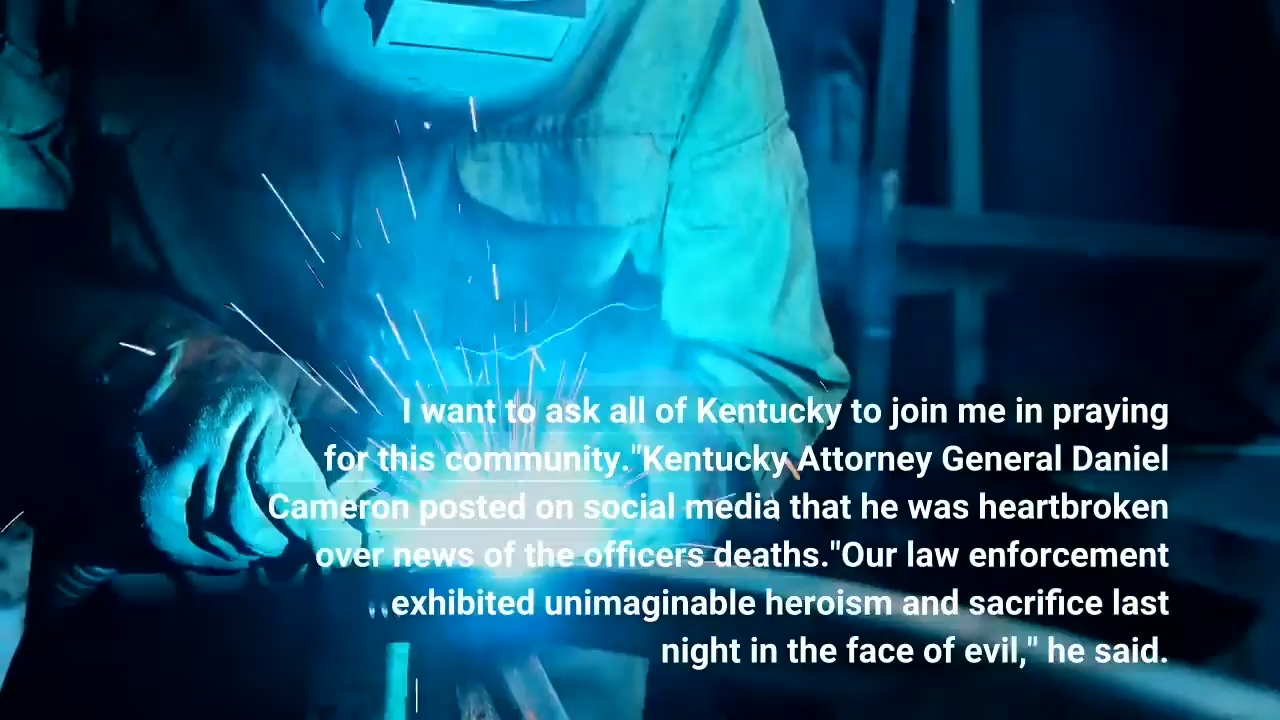 I want to ask all of Kentucky to join me in praying
for this community."Kentucky Attorney General Daniel
Cameron posted on social media that he was heartbroken
over news of the officers deaths."Our law enforcement
exhibited unimaginable heroism and sacrifice last
night in the face of evil," he said.